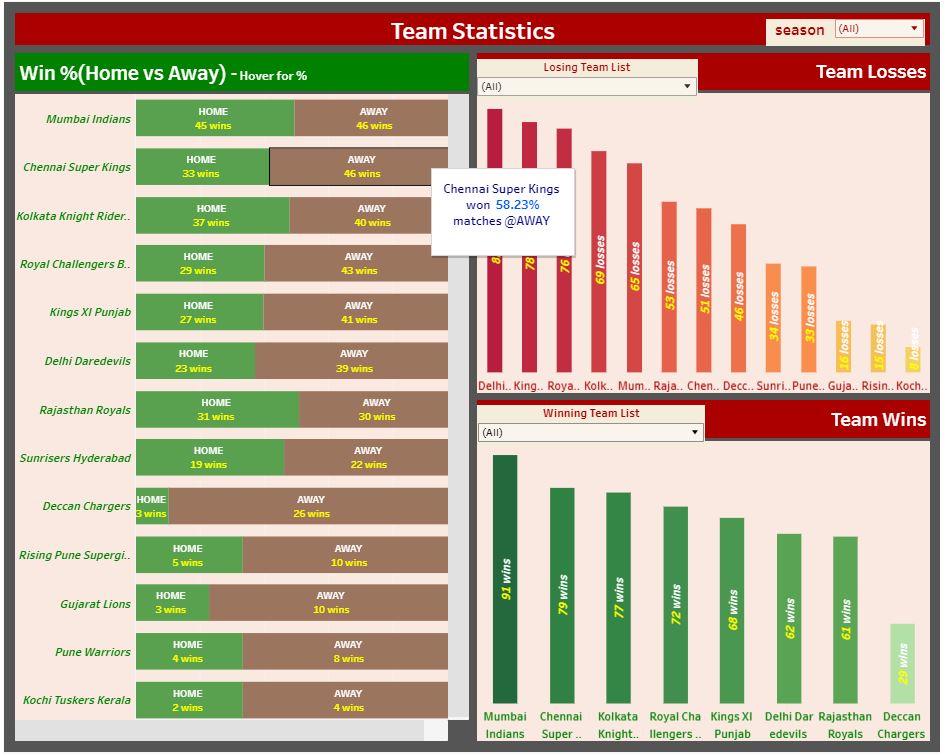 Team Statistics
season
(All)
Win %(Home vs Away) - Hover for %
Mumbai Indians
HOME
45 wins
AWAY
46 wins
Chennai Super Kings
HOME
33 wins
AWAY
46 wins
Kolkata Knight Rider..
HOME
37 wins
AWAY
40 wins
Royal Challengers B..
HOME
29 wins
AWAY
43 wins
Kings XI Punjab
HOME
27 wins
AWAY
41 wins
Delhi Daredevils
HOME
23 wins
AWAY
39 wins
Rajasthan Royals
HOME
31 wins
AWAY
30 wins
Sunrisers Hyderabad
HOME
19 wins
AWAY
22 wins
Deccan Chargers
HOME
3 wins
AWAY
26 wins
Rising Pune Supergi..
HOME
5 wins
AWAY
10 wins
Gujarat Lions
HOME
3 wins
AWAY
10 wins
Pune Warriors
HOME
4 wins
AWAY
8 wins
Kochi Tuskers Kerala
HOME
2 wins
AWAY
4 wins
Chennai Super Kings
won 58.23%
matches @AWAY
Losing Team List
(All)
Team Losses
78
76
69 losses
65 losses
53 losses
51 losses
46 losses
34 losses
33 losses
16 losses
15 losses
8 losses
Delhi.. King.. Roya.. Kolk.. Mum.. Raja.. Chen.. Decc.. Sunri.. Pune.. Guja.. Risin.. Koch..
Winning Team List
(All)
Team Wins
91 wins
79 wins
77 wins
72 wins
68 wins
62 wins
61 wins
29 wins
Mumbai
Indians
Chennai
Super ..
Kolkata
Knight..
Royal Cha
llengers ..
Kings XI
Punjab
Delhi Dar
edevils
Rajasthan
Royals
Deccan
Chargers